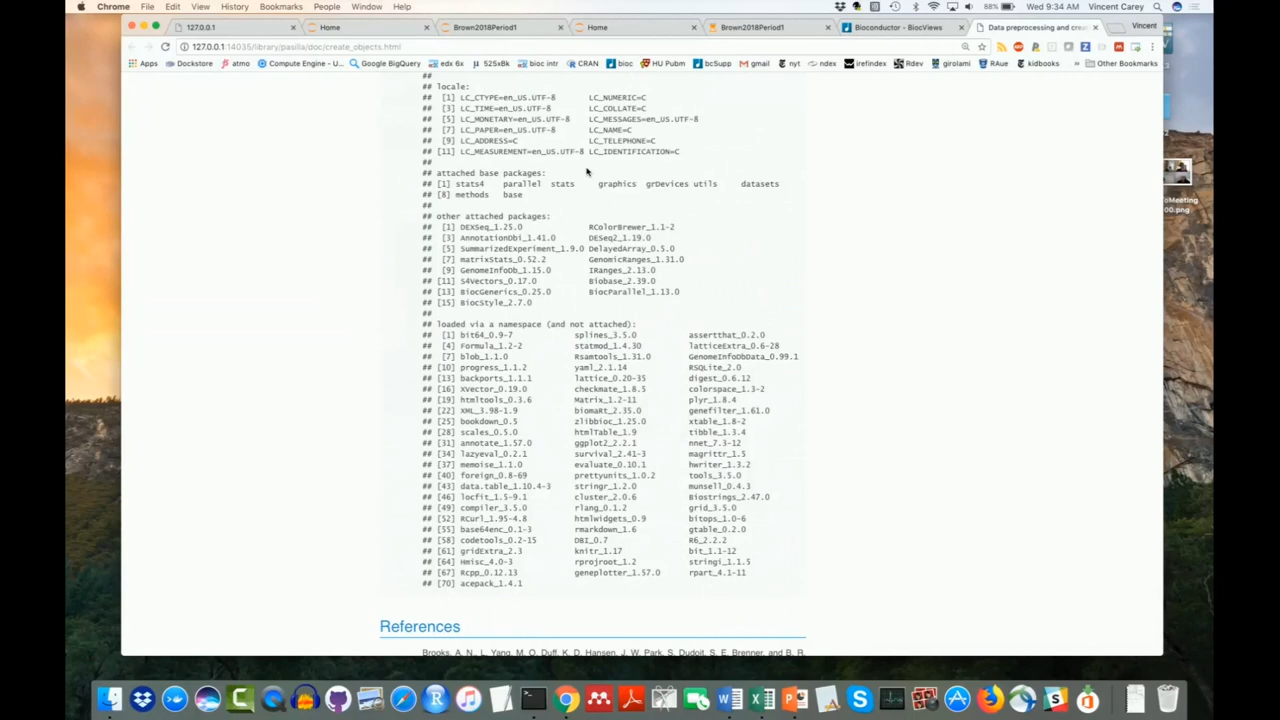 Chrome File Edit View History Bookmarks People Window Help 88% Wed 9:34 AM Vincent Carey
127.0.0.1 Home Brown2018Period1 Home Brown2018Period1 Bioconductor - BiocViews Data preprocessing and crea Vincent
127.0.0.1:14035/library/pasilla/doc/create_objects.html
Apps Dockstore atmo Compute Engine - U... Google BigQuery edx 6x 525xBk bioc intr CRAN bioc HU Pubm bcSupp gmail nyt ndex irefindex Rdev girolami RAue kidbooks Other Bookmarks
##
## locale:
## [1] LC_CTYPE=en_US.UTF-8 LC_NUMERIC=C
## [3] LC_TIME=en_US.UTF-8 LC_COLLATE=C
## [5] LC_MONETARY=en_US.UTF-8 LC_MESSAGES=en_US.UTF-8
## [7] LC_PAPER=en_US.UTF-8 LC_NAME=C
## [9] LC_ADDRESS=C LC_TELEPHONE=C
## [11] LC_MEASUREMENT=en_US.UTF-8 LC_IDENTIFICATION=C
##
## attached base packages:
## [1] stats4 parallel stats graphics grDevices utils datasets
## [8] methods base
##
## other attached packages:
## [1] DEXSeq_1.25.0 RColorBrewer_1.1-2
## [3] AnnotationDbi_1.41.0 DESeq2_1.19.0
## [5] SummarizedExperiment_1.9.0 DelayedArray_0.5.0
## [7] matrixStats_0.52.2 GenomicRanges_1.31.0
## [9] GenomeInfoDb_1.15.0 IRanges_2.13.0
## [11] S4Vectors_0.17.0 Biobase_2.39.0
## [13] BiocGenerics_0.25.0 BiocParallel_1.13.0
## [15] BiocStyle_2.7.0
##
## loaded via a namespace (and not attached):
## [1] bit64_0.9-7 splines_3.5.0 assertthat_0.2.0
## [4] Formula_1.2-2 statmod_1.4.30 latticeExtra_0.6-28
## [7] blob_1.1.0 Rsamtools_1.31.0 GenomeInfoDbData_0.99.1
## [10] progress_1.1.2 yaml_2.1.14 RSQLite_2.0
## [13] backports_1.1.1 lattice_0.20-35 digest_0.6.12
## [16] XVector_0.19.0 checkmate_1.8.5 colorspace_1.3-2
## [19] htmltools_0.3.6 Matrix_1.2-11 plyr_1.8.4
## [22] XML_3.98-1.9 biomaRt_2.35.0 genefilter_1.61.0
## [25] bookdown_0.5 zlibbioc_1.25.0 xtable_1.8-2
## [28] scales_0.5.0 htmlTable_1.9 tibble_1.3.4
## [31] annotate_1.57.0 ggplot2_2.2.1 nnet_7.3-12
## [34] lazyeval_0.2.1 survival_2.41-3 magrittr_1.5
## [37] memoise_1.1.0 evaluate_0.10.1 hwriter_1.3.2
## [40] foreign_0.8-69 prettyunits_1.0.2 tools_3.5.0
## [43] data.table_1.10.4-3 stringr_1.2.0 munsell_0.4.3
## [46] locfit_1.5-9.1 cluster_2.0.6 Biostrings_2.47.0
## [49] compiler_3.5.0 rlang_0.1.2 grid_3.5.0
## [52] RCurl_1.95-4.8 htmlwidgets_0.9 bitops_1.0-6
## [55] base64enc_0.1-3 rmarkdown_1.6 gtable_0.2.0
## [58] codetools_0.2-15 DBI_0.7 R6_2.2.2
## [61] gridExtra_2.3 knitr_1.17 bit_1.1-12
## [64] Hmisc_4.0-3 rprojroot_1.2 stringi_1.1.5
## [67] Rcpp_0.12.13 geneplotter_1.57.0 rpart_4.1-11
## [70] acepack_1.4.1
References
Brooks, A. N., L. Yang, M. O. Duff, K. D. Hansen, J. W. Park, S. Dudoit, S. E. Brenner, and B. R.
oMeeting
00.png